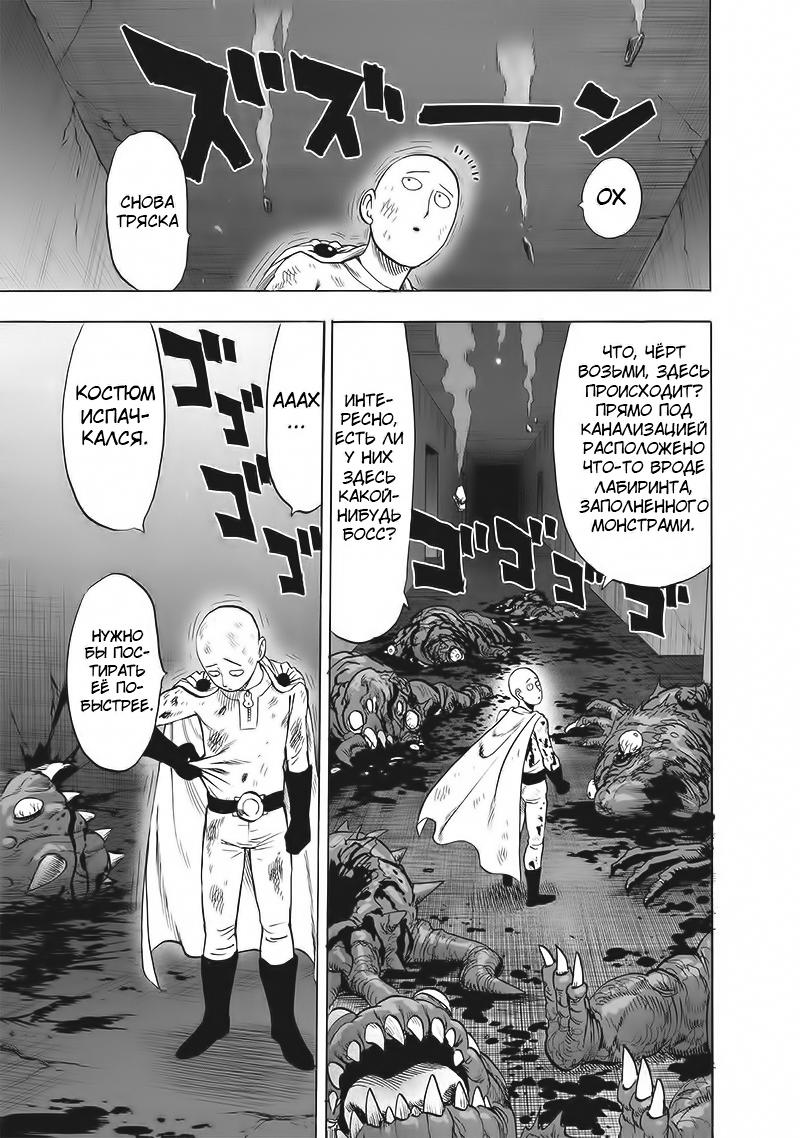 ズズーン
ОХ
СНОВА
ТРЯСКА
ЧТО, ЧЁРТ
ВОЗЬМИ, ЗДЕСЬ
ПРОИСХОДИТ?
ПРЯМО ПОД
КАНАЛИЗАЦИЕЙ
РАСПОЛОЖЕНО
ЧТО-ТО ВРОДЕ
ЛАБИРИНТА,
ЗАПОЛНЕННОГО
МОНСТРАМИ.
ИНТЕ-
РЕСНО,
ЕСТЬ ЛИ
У НИХ
ЗДЕСЬ
КАКОЙ-
НИБУДЬ
БОСС?
ゴゴゴゴ
АААХ
...
КОСТЮМ
ИСПАЧ-
КАЛСЯ.
ゴゴゴゴゴ
НУЖНО
БЫ ПОС-
ТИРАТЬ
ЕЁ ПО-
БЫСТРЕЕ.